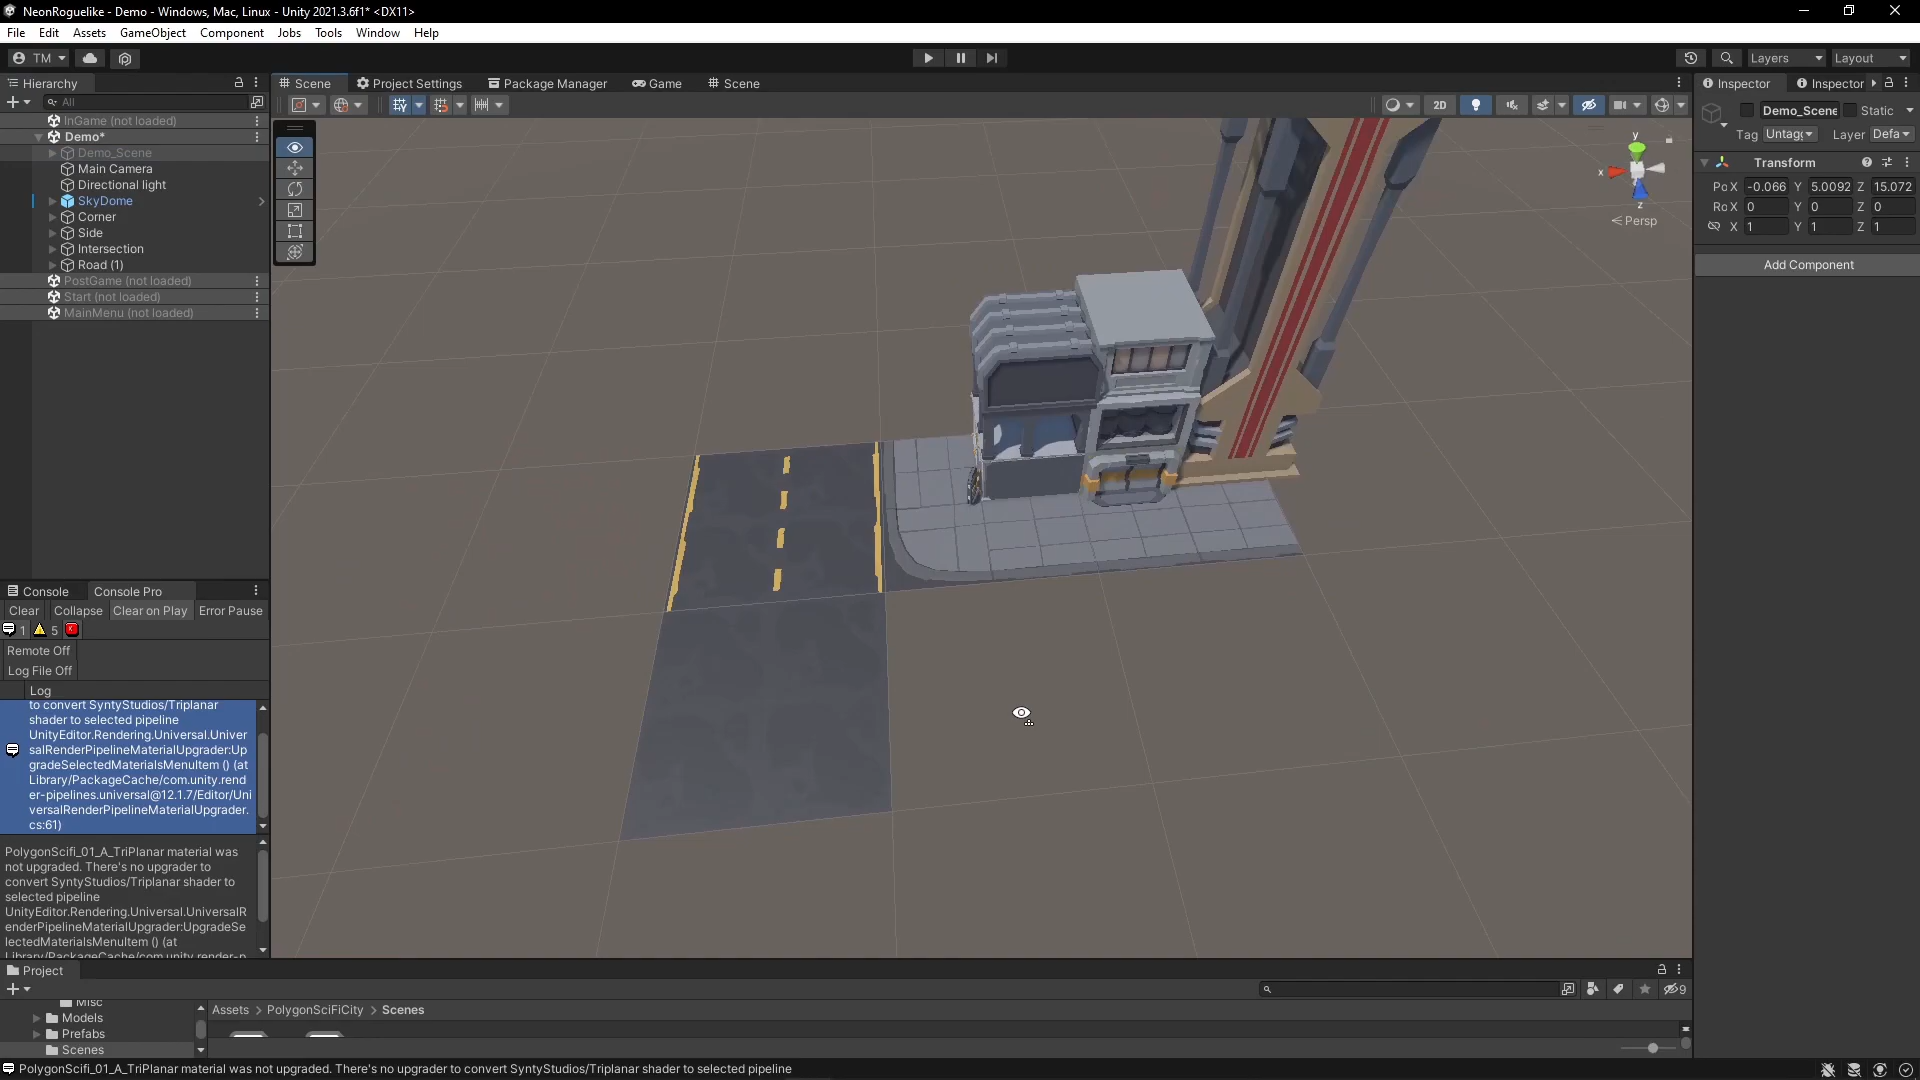 NeonRoguelike - Demo - Windows, Mac, Linux - Unity 2021.3.6f1* <DX11>
File Edit Assets GameObject Component Jobs Tools Window Help
TM Layers Layout
Hierarchy Scene Project Settings Package Manager Game Scene Inspector Inspector
All 2D
InGame (not loaded)
Demo*
Demo_Scene
Main Camera
Directional light
SkyDome
Corner
Side
Intersection
Road (1)
PostGame (not loaded)
Start (not loaded)
MainMenu (not loaded)
y
x
z
Persp
Demo_Scene Static
Tag Untagg Layer Defa
Transform
Po X -0.066 Y 5.0092 Z 15.072
Ro X 0 Y 0 Z 0
X 1 Y 1 Z 1
Add Component
Console Console Pro
Clear Collapse Clear on Play Error Pause
1 5
Remote Off
Log File Off
Log
to convert SyntyStudios/Triplanar
shader to selected pipeline
UnityEditor.Rendering.Universal.Univer
salRenderPipelineMaterialUpgrader:Up
gradeSelectedMaterialsMenuItem () (at
Library/PackageCache/com.unity.rend
er-pipelines.universal@12.1.7/Editor/Uni
versalRenderPipelineMaterialUpgrader.
cs:61)
PolygonScifi_01_A_TriPlanar material was
not upgraded. There's no upgrader to
convert SyntyStudios/Triplanar shader to
selected pipeline
UnityEditor.Rendering.Universal.UniversalR
enderPipelineMaterialUpgrader:UpgradeSe
lectedMaterialsMenuItem () (at
Library/PackageCache/com.unity.render-p
Project
9
Misc
Models
Prefabs
Scenes
Assets > PolygonSciFiCity > Scenes
PolygonScifi_01_A_TriPlanar material was not upgraded. There's no upgrader to convert SyntyStudios/Triplanar shader to selected pipeline